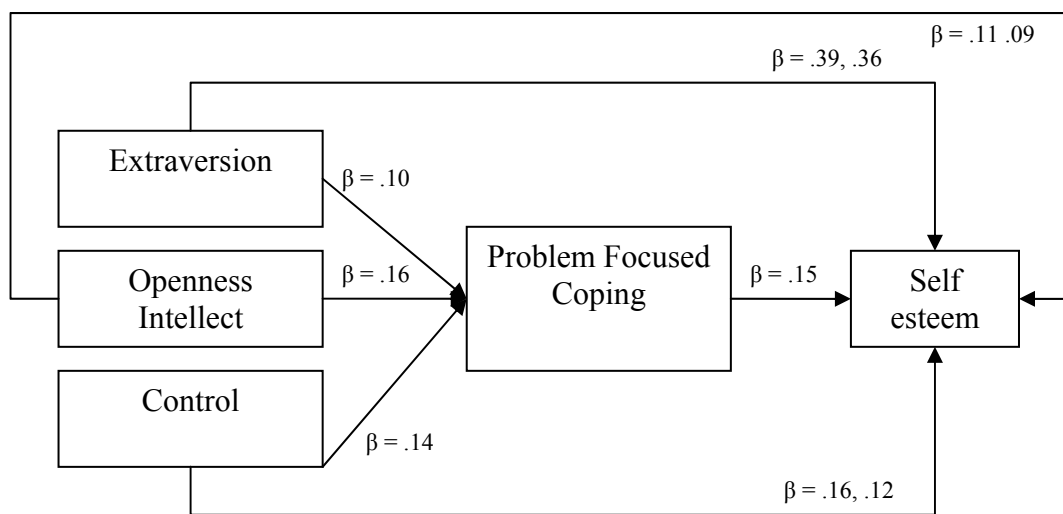 β = .11 .09
β = .39, .36
Extraversion
β = .10
Openness
Intellect
β = .16
Problem Focused
Coping
β = .15
Self
esteem
Control
β = .14
β = .16, .12